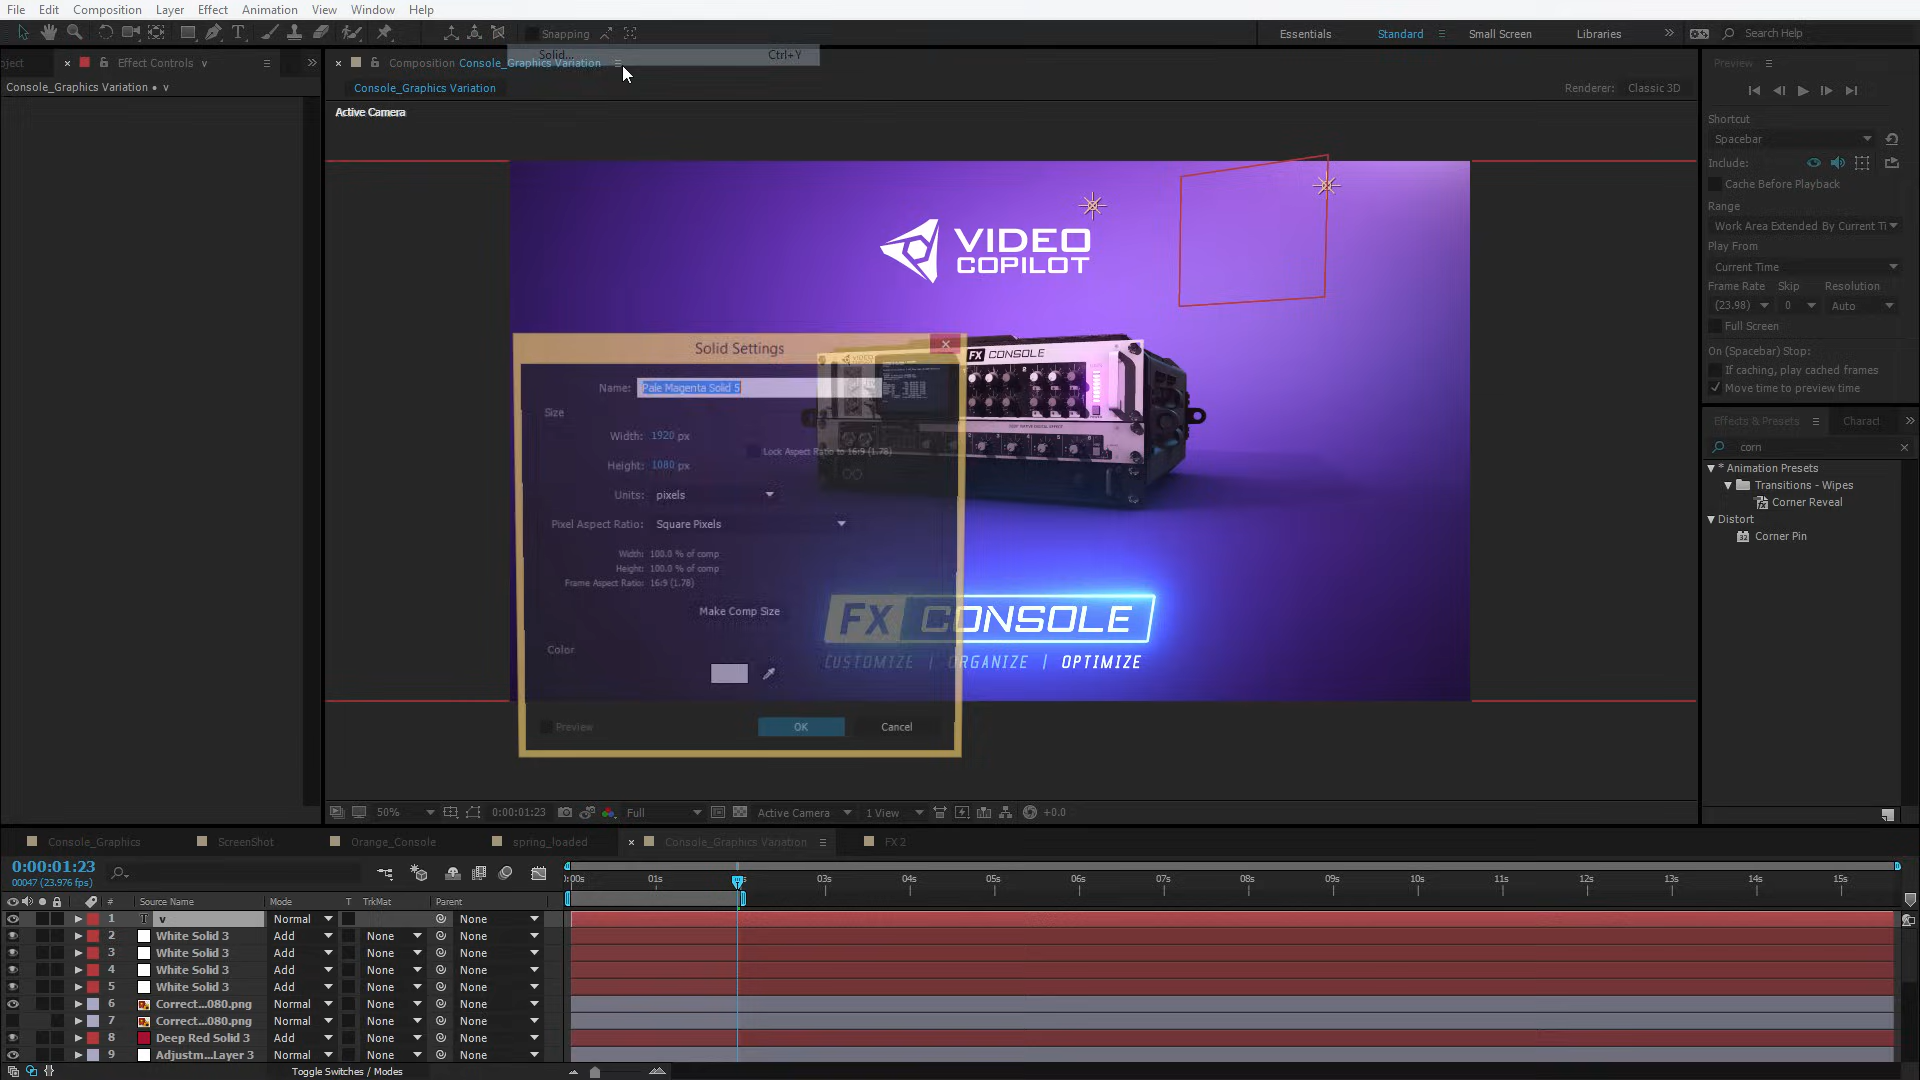 File Edit Composition Layer Effect Animation View Window Help
Snapping
Essentials Standard Small Screen Libraries Search Help
Solid... Ctrl+Y
oject Effect Controls v
Composition Console_Graphics Variation
Preview
Console_Graphics Variation • v
Console_Graphics Variation
Renderer: Classic 3D
Active Camera
Shortcut
Spacebar
Include:
Cache Before Playback
Range
Work Area Extended By Current Ti
Play From
Current Time
Frame Rate Skip Resolution
(23.98) 0 Auto
Full Screen
On (Spacebar) Stop:
If caching, play cached frames
Move time to preview time
Effects & Presets Charact
corn
* Animation Presets
Transitions - Wipes
Corner Reveal
Distort
Corner Pin
VIDEO
COPILOT
FX CONSOLE
Solid Settings
Name: Pale Magenta Solid 5
Size
Width: 1920 px
Lock Aspect Ratio to 16:9 (1.78)
Height: 1080 px
Units: pixels
Pixel Aspect Ratio: Square Pixels
Width: 100.0 % of comp
Height: 100.0 % of comp
Frame Aspect Ratio: 16:9 (1.78)
Make Comp Size
Color
Preview OK Cancel
FX CONSOLE
CUSTOMIZE | ORGANIZE | OPTIMIZE
50% 0:00:01:23 Full Active Camera 1 View +0.0
Console_Graphics ScreenShot Orange_Console spring_loaded Console_Graphics Variation FX 2
0:00:01:23
00047 (23.976 fps)
:00s 01s 03s 04s 05s 06s 07s 08s 09s 10s 11s 12s 13s 14s 15s
# Source Name Mode T TrkMat Parent
1 T v Normal None
2 White Solid 3 Add None None
3 White Solid 3 Add None None
4 White Solid 3 Add None None
5 White Solid 3 Add None None
6 Correct...080.png Normal None None
7 Correct...080.png Normal None None
8 Deep Red Solid 3 Add None None
9 Adjustm...Layer 3 Normal None None
Toggle Switches / Modes